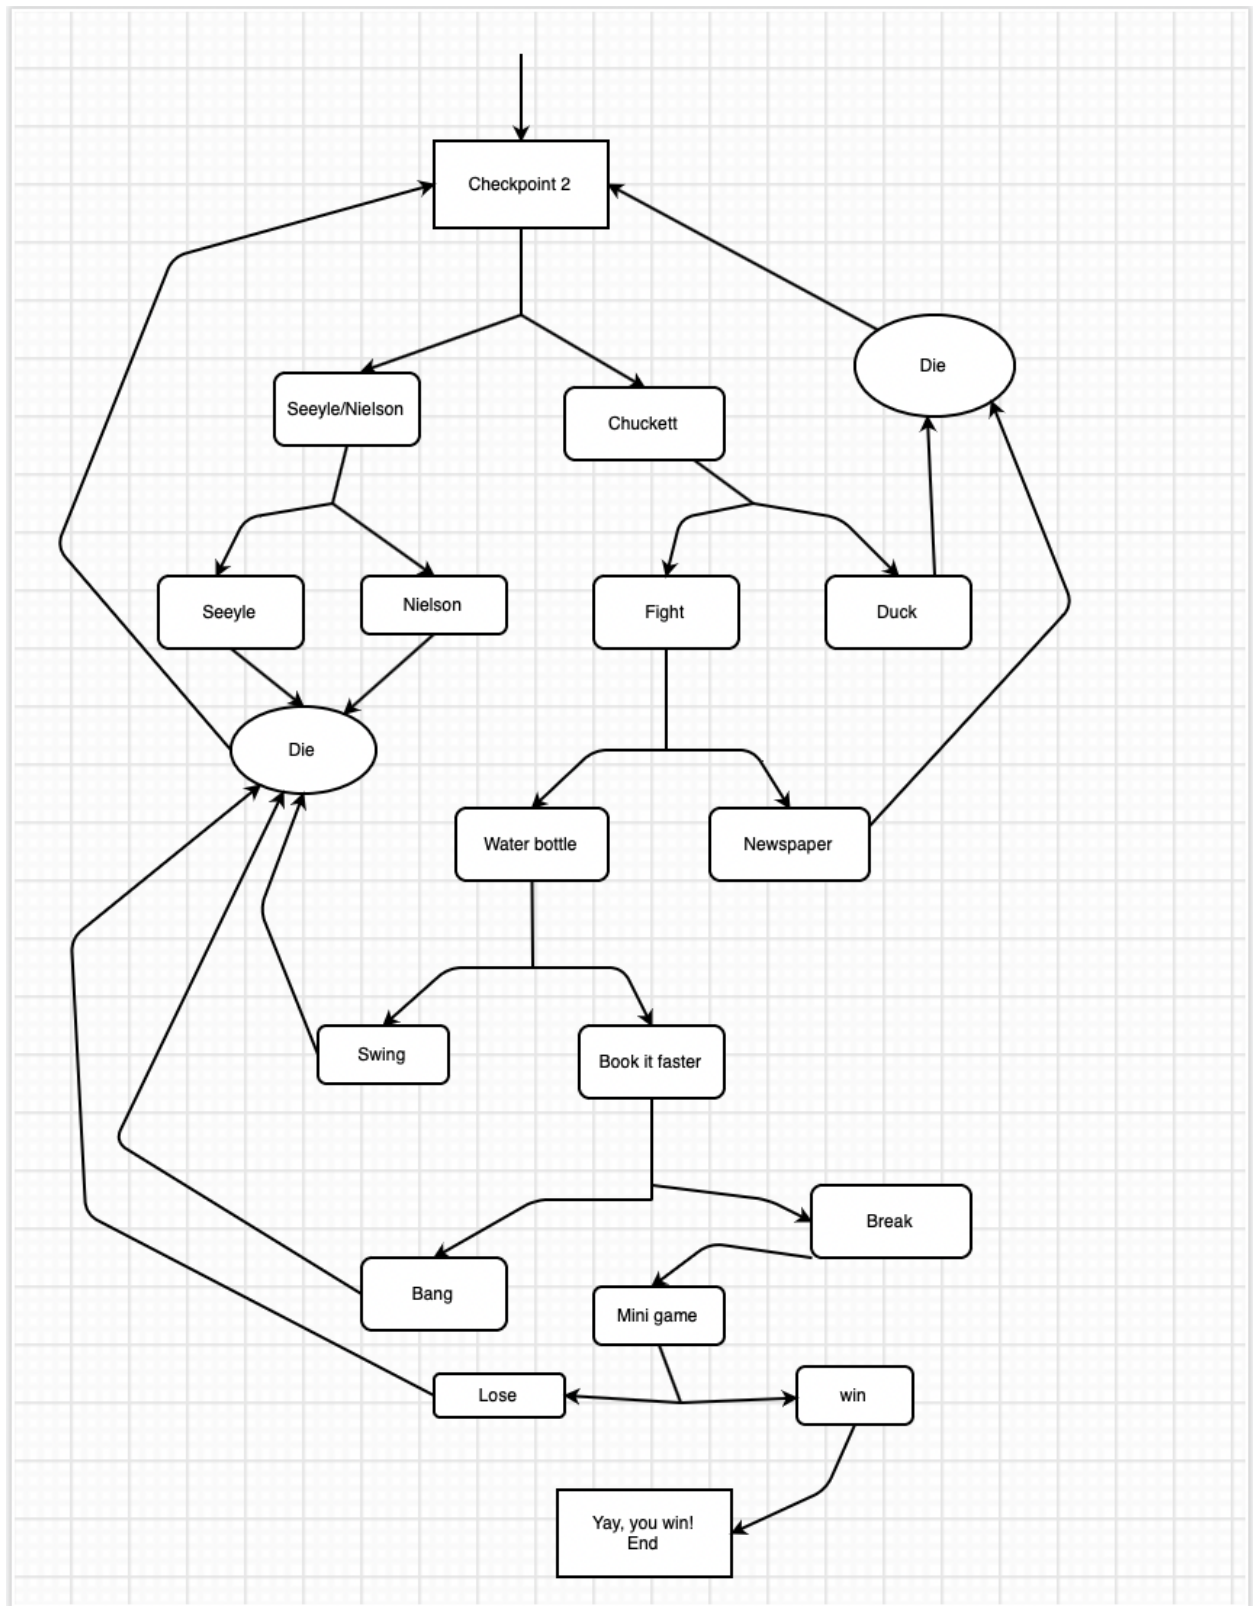 Checkpoint 2
Die
Seeyle/Nielson
Chuckett
Seeyle
Nielson
Fight
Duck
Die
Water bottle
Newspaper
Swing
Book it faster
Break
Bang
Mini game
Lose
win
Yay, you win!
End